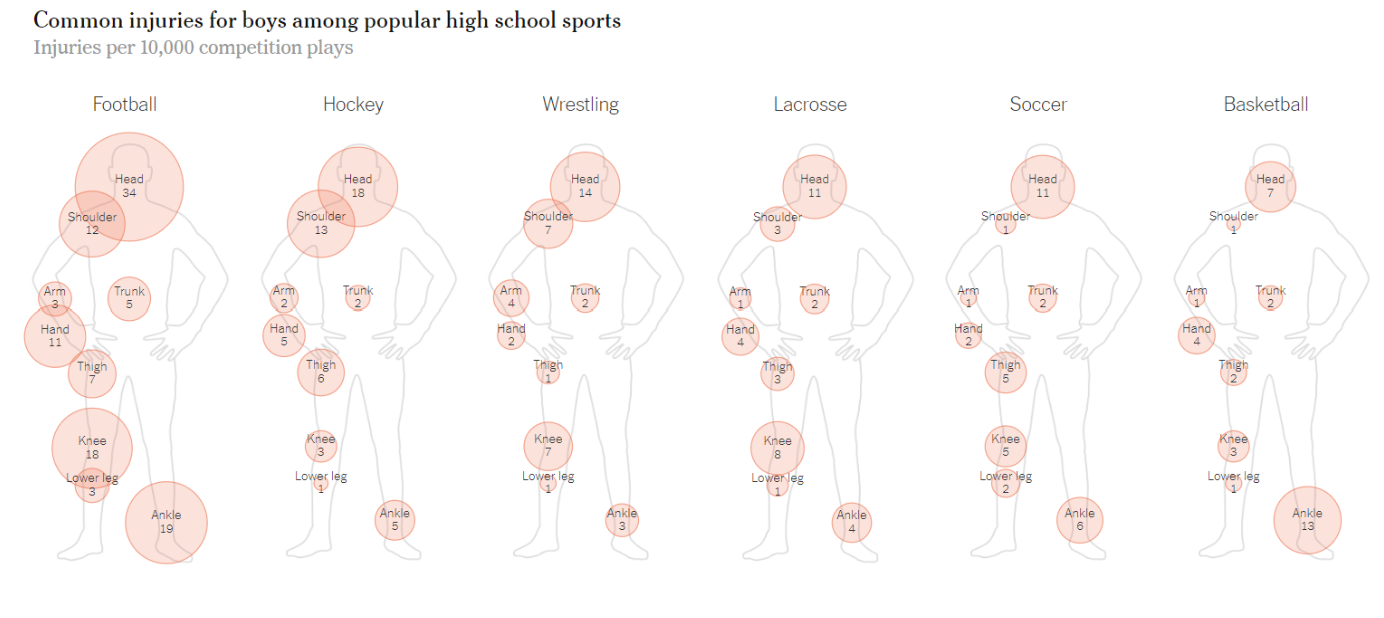 Common injuries for boys among popular high school sports
Injuries per 10,000 competition plays
Football
Head
34
Shoulder
12
Arm
3
Trunk
5
Hand
11
Thigh
7
Knee
18
Lower leg
3
Ankle
19
Hockey
Head
18
Shoulder
13
Arm
2
Trunk
2
Hand
5
Thigh
6
Knee
3
Lower leg
1
Ankle
5
Wrestling
Head
14
Shoulder
7
Arm
4
Trunk
2
Hand
2
Thigh
1
Knee
7
Lower leg
1
Ankle
3
Lacrosse
Head
11
Shoulder
3
Arm
1
Trunk
2
Hand
4
Thigh
3
Knee
8
Lower leg
1
Ankle
4
Soccer
Head
11
Shoulder
1
Arm
1
Trunk
2
Hand
2
Thigh
5
Knee
5
Lower leg
2
Ankle
6
Basketball
Head
7
Shoulder
1
Arm
1
Trunk
2
Hand
4
Thigh
2
Knee
3
Lower leg
1
Ankle
13